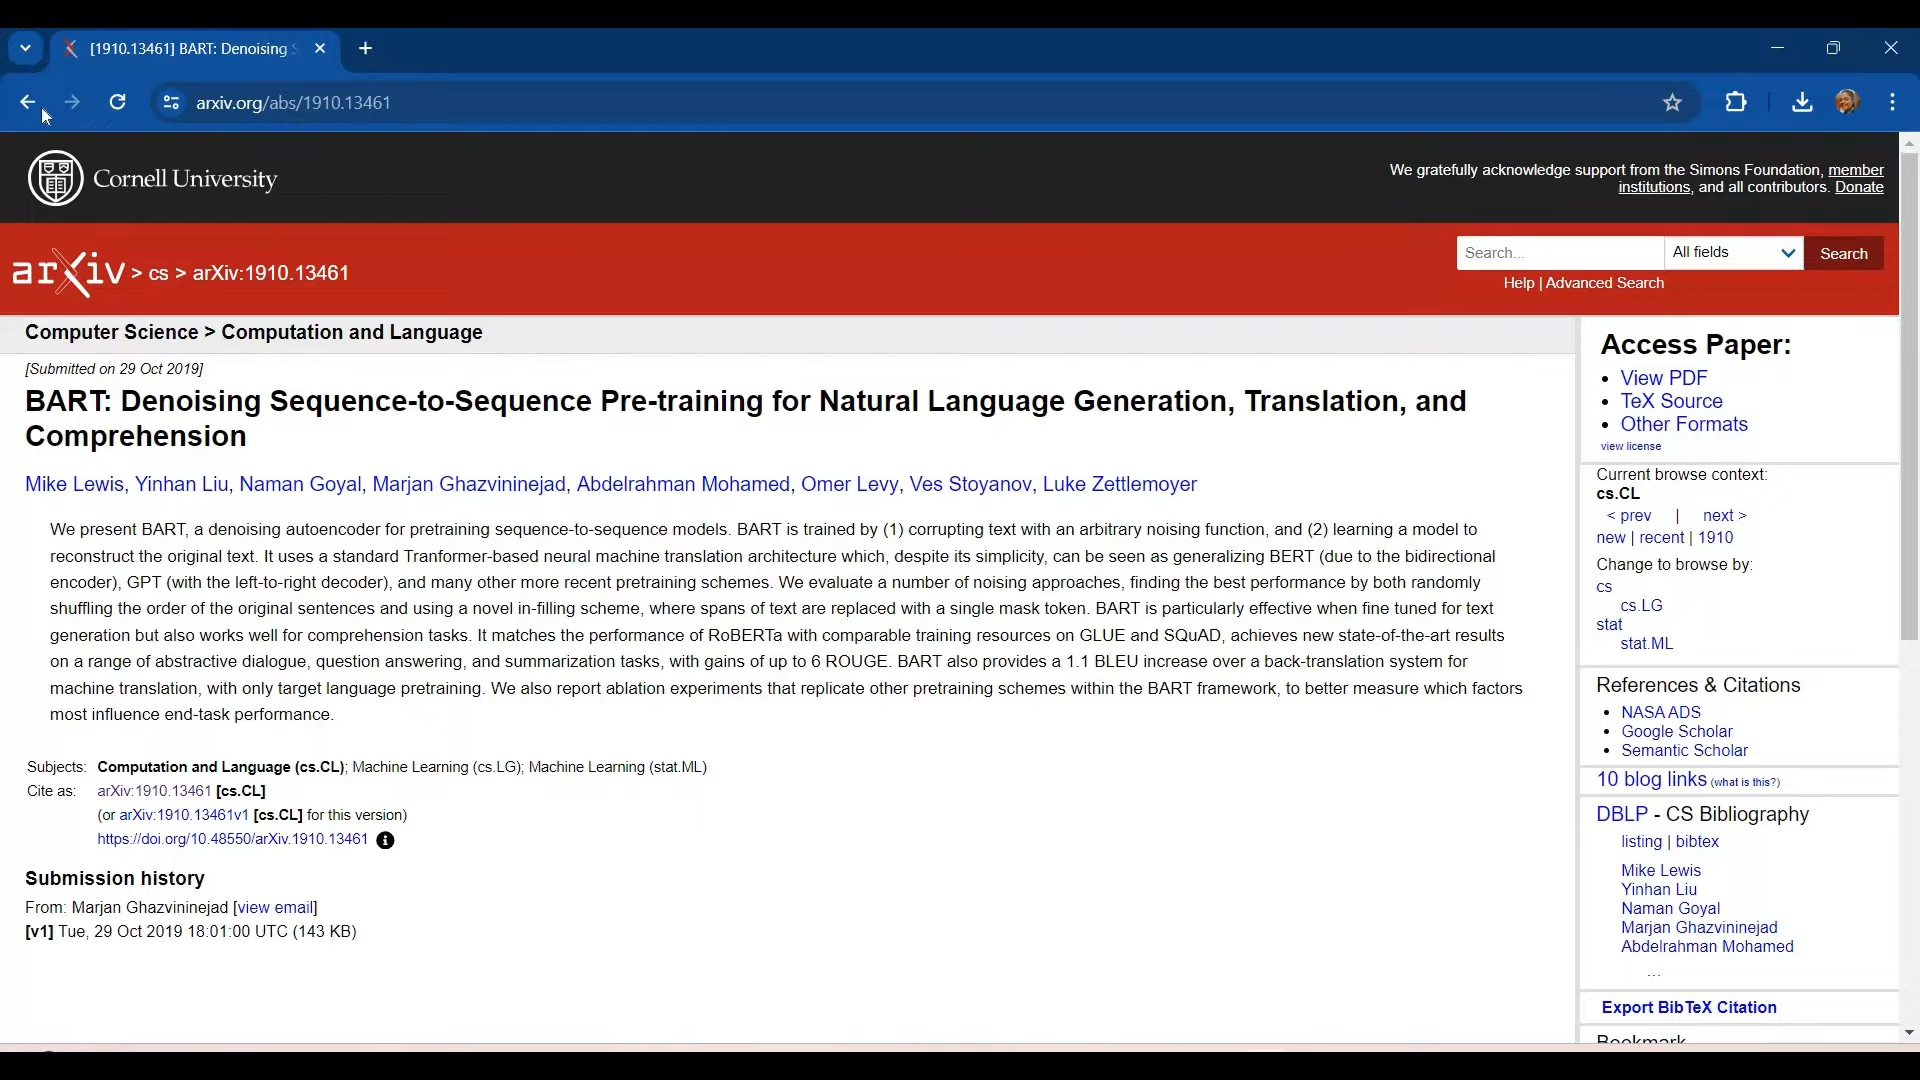 [1910.13461] BART: Denoising
arxiv.org/abs/1910.13461
Cornell University
We gratefully acknowledge support from the Simons Foundation, member
institutions, and all contributors. Donate
arXiv > cs > arXiv:1910.13461
Search...
All fields
Search
Help | Advanced Search
Computer Science > Computation and Language
[Submitted on 29 Oct 2019]
BART: Denoising Sequence-to-Sequence Pre-training for Natural Language Generation, Translation, and
Comprehension
Mike Lewis, Yinhan Liu, Naman Goyal, Marjan Ghazvininejad, Abdelrahman Mohamed, Omer Levy, Ves Stoyanov, Luke Zettlemoyer
We present BART, a denoising autoencoder for pretraining sequence-to-sequence models. BART is trained by (1) corrupting text with an arbitrary noising function, and (2) learning a model to
reconstruct the original text. It uses a standard Tranformer-based neural machine translation architecture which, despite its simplicity, can be seen as generalizing BERT (due to the bidirectional
encoder), GPT (with the left-to-right decoder), and many other more recent pretraining schemes. We evaluate a number of noising approaches, finding the best performance by both randomly
shuffling the order of the original sentences and using a novel in-filling scheme, where spans of text are replaced with a single mask token. BART is particularly effective when fine tuned for text
generation but also works well for comprehension tasks. It matches the performance of RoBERTa with comparable training resources on GLUE and SQuAD, achieves new state-of-the-art results
on a range of abstractive dialogue, question answering, and summarization tasks, with gains of up to 6 ROUGE. BART also provides a 1.1 BLEU increase over a back-translation system for
machine translation, with only target language pretraining. We also report ablation experiments that replicate other pretraining schemes within the BART framework, to better measure which factors
most influence end-task performance.
Subjects: Computation and Language (cs.CL); Machine Learning (cs.LG); Machine Learning (stat.ML)
Cite as: arXiv:1910.13461 [cs.CL]
(or arXiv:1910.13461v1 [cs.CL] for this version)
https://doi.org/10.48550/arXiv.1910.13461
Submission history
From: Marjan Ghazvininejad [view email]
[v1] Tue, 29 Oct 2019 18:01:00 UTC (143 KB)
Access Paper:
View PDF
TeX Source
Other Formats
view license
Current browse context:
cs.CL
< prev | next >
new | recent | 1910
Change to browse by:
cs
cs.LG
stat
stat.ML
References & Citations
NASA ADS
Google Scholar
Semantic Scholar
10 blog links (what is this?)
DBLP - CS Bibliography
listing | bibtex
Mike Lewis
Yinhan Liu
Naman Goyal
Marjan Ghazvininejad
Abdelrahman Mohamed
...
Export BibTeX Citation
Bookmark